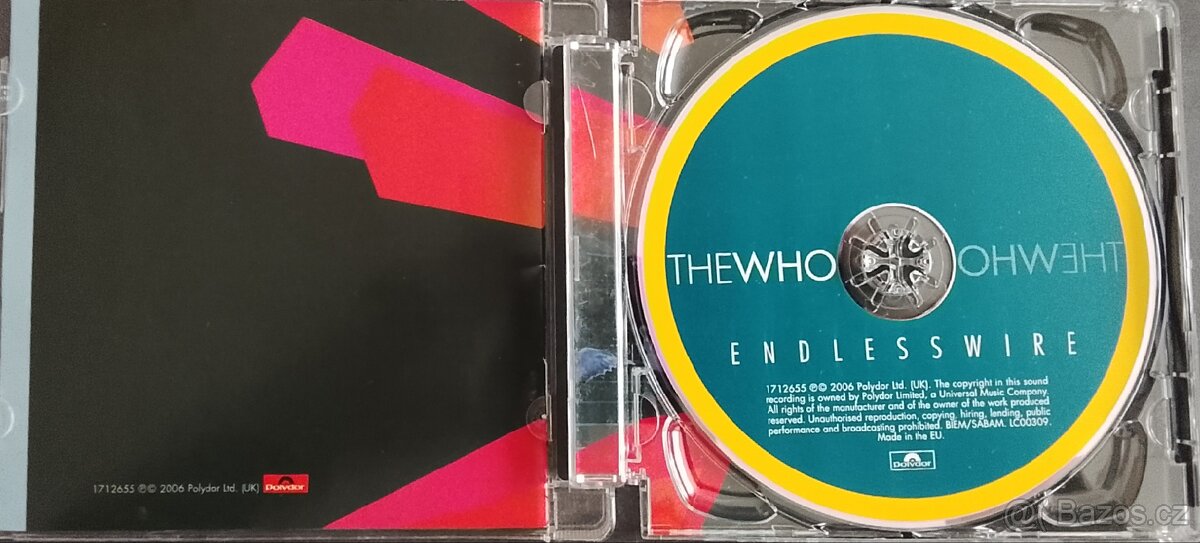 1712655 ℗© 2006 Polydor Ltd. (UK)
Polydor
THEWHO
THEWHO
ENDLESSWIRE
1712655 ℗© 2006 Polydor Ltd. (UK). The copyright in this sound
recording is owned by Polydor Limited, a Universal Music Company.
All rights of the manufacturer and of the owner of the work produced
reserved. Unauthorised reproduction, copying, hiring, lending, public
performance and broadcasting prohibited. BIEM/SABAM. LC00309.
Made in the EU.
Polydor
Bazos.cz